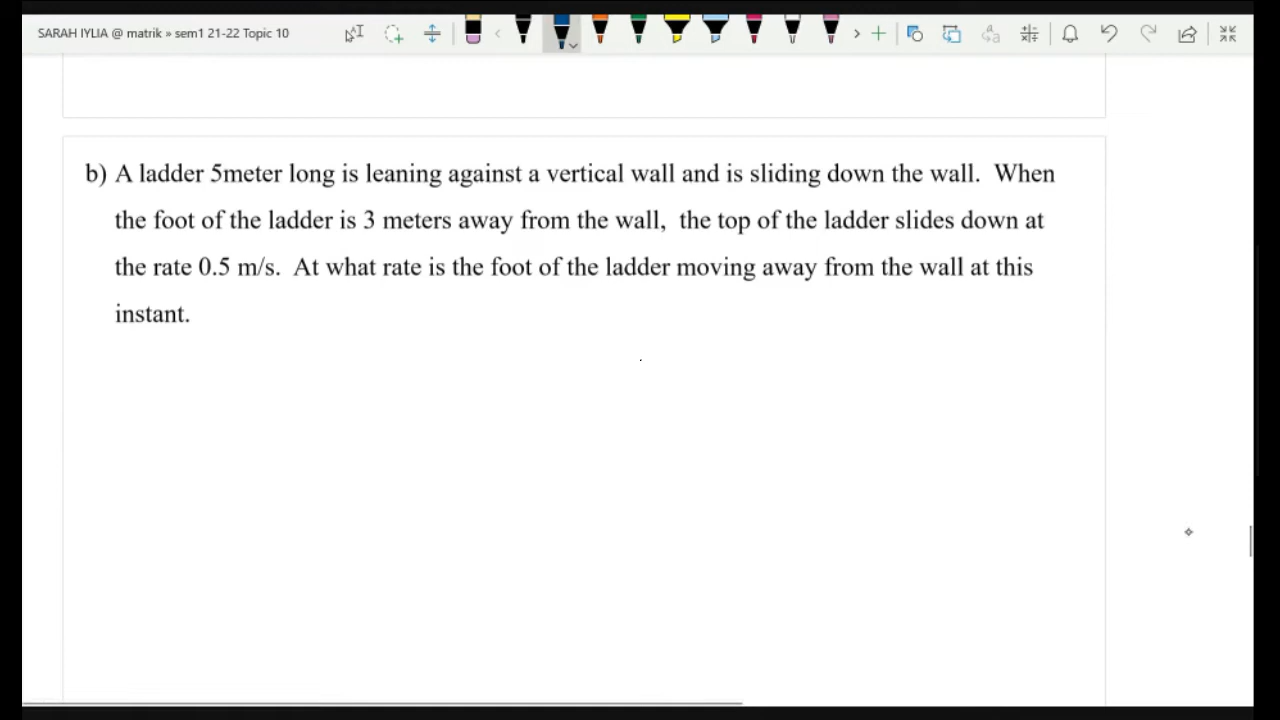 SARAH IYLIA @ matrik » sem1 21-22 Topic 10
b) A ladder 5meter long is leaning against a vertical wall and is sliding down the wall. When
the foot of the ladder is 3 meters away from the wall, the top of the ladder slides down at
the rate 0.5 m/s. At what rate is the foot of the ladder moving away from the wall at this
instant.